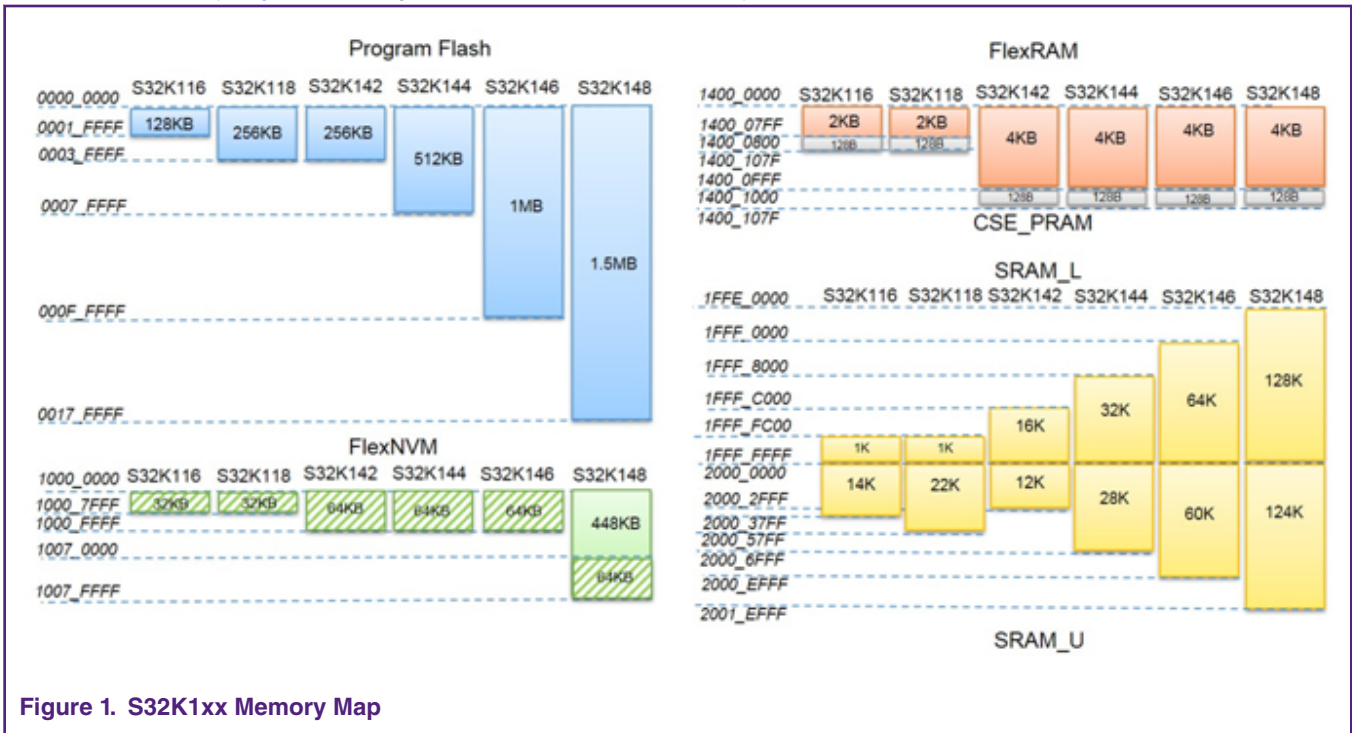 Program Flash
S32K116 S32K118 S32K142 S32K144 S32K146 S32K148
0000_0000
0001_FFFF
0003_FFFF
0007_FFFF
000F_FFFF
0017_FFFF
128KB
256KB
256KB
512KB
1MB
1.5MB
FlexNVM
1000_0000 S32K116 S32K118 S32K142 S32K144 S32K146 S32K148
1000_7FFF
1000_FFFF
1007_0000
1007_FFFF
32KB
32KB
64KB
64KB
64KB
448KB
64KB
FlexRAM
1400_0000 S32K116 S32K118 S32K142 S32K144 S32K146 S32K148
1400_07FF
1400_0800
1400_107F
1400_0FFF
1400_1000
1400_107F
2KB
2KB
4KB
4KB
4KB
4KB
128B
128B
128B
128B
128B
128B
CSE_PRAM
SRAM_L
1FFE_0000 S32K116 S32K118 S32K142 S32K144 S32K146 S32K148
1FFF_0000
1FFF_8000
1FFF_C000
1FFF_FC00
1FFF_FFFF
2000_0000
2000_2FFF
2000_37FF
2000_57FF
2000_6FFF
2000_EFFF
2001_EFFF
1K
1K
16K
32K
64K
128K
14K
22K
12K
28K
60K
124K
SRAM_U
Figure 1. S32K1xx Memory Map